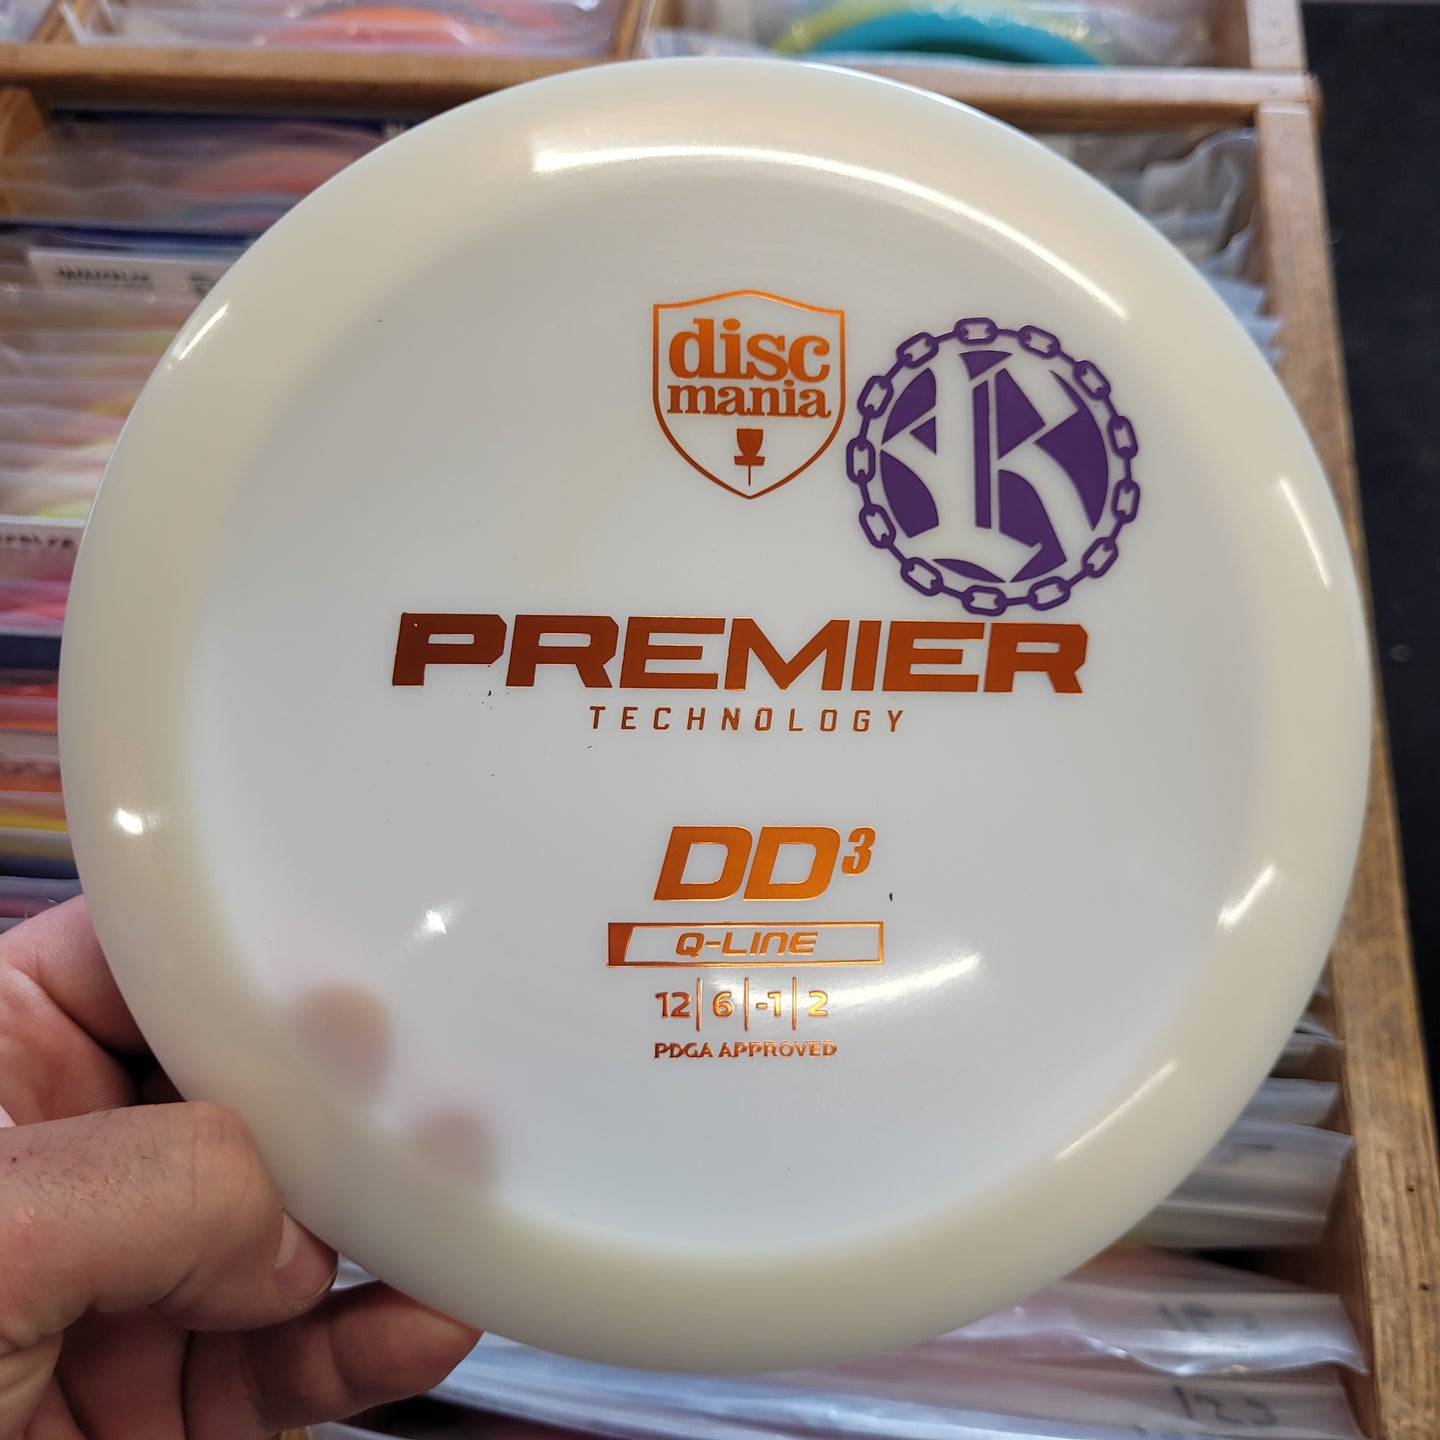 disc
mania
PREMIER
TECHNOLOGY
DD³
Q-LINE
12 | 6 | -1 | 2
PDGA APPROVED